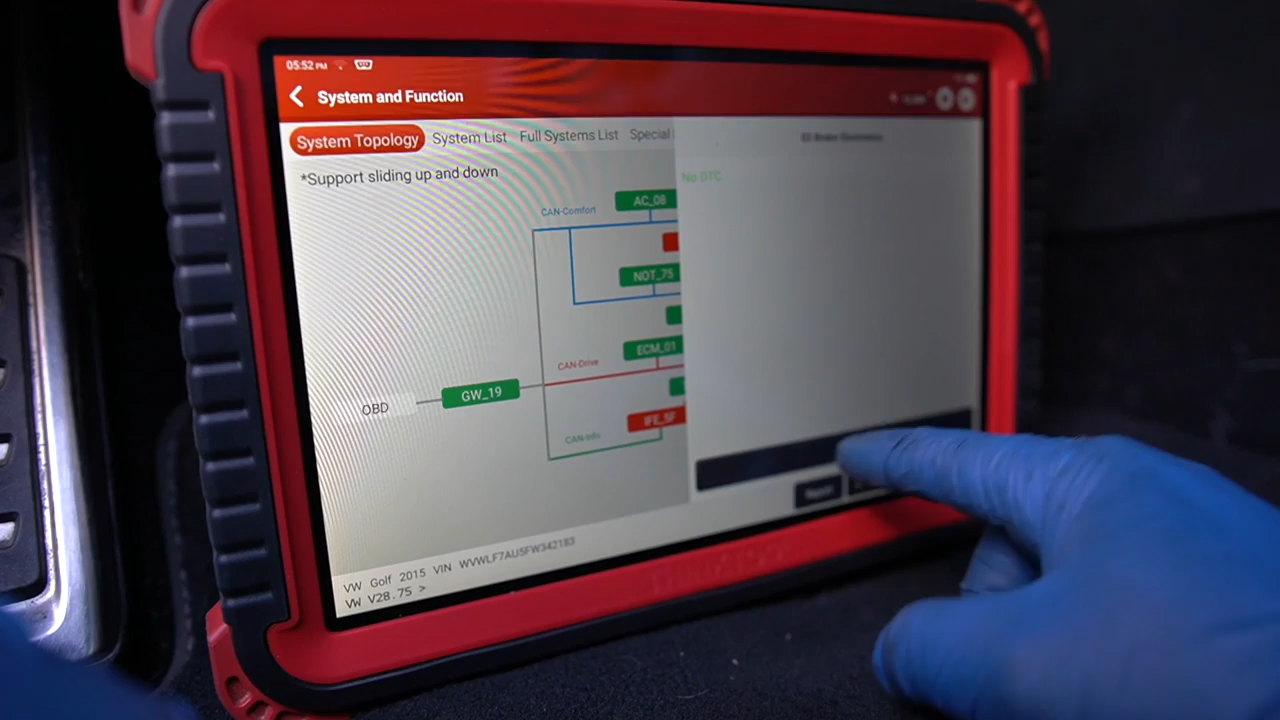 05:52 PM
System and Function
System Topology System List Full Systems List Special
*Support sliding up and down
No DTC
CAN-Comfort
AC_08
NOT_75
CAN-Drive
ECM_01
OBD
GW_19
CAN-Info
IFE_5F
VW Golf 2015 VIN WVWLF7AU5FW342183
VW V28.75 >